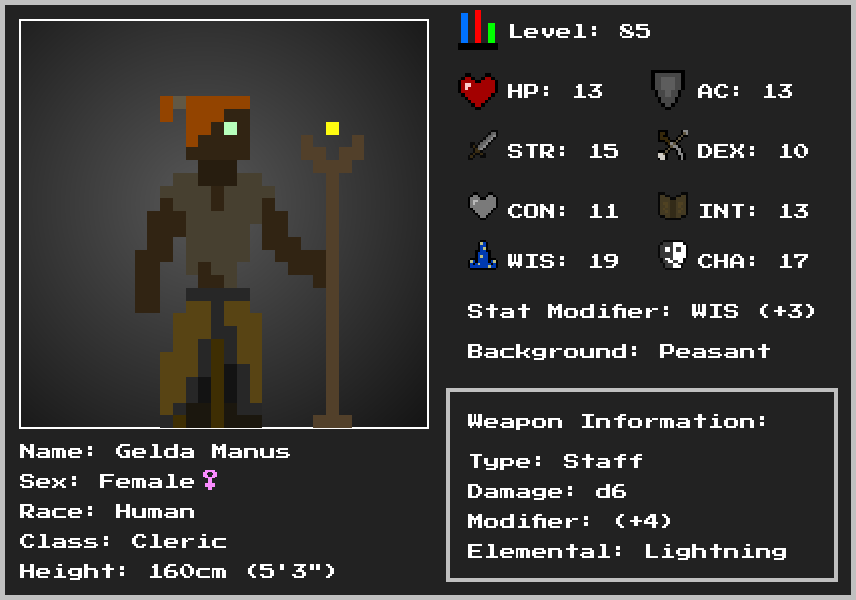 Level: 85
HP: 13 AC: 13
STR: 15 DEX: 10
CON: 11 INT: 13
WIS: 19 CHA: 17
Stat Modifier: WIS (+3)
Background: Peasant
Weapon Information:
Type: Staff
Damage: d6
Modifier: (+4)
Elemental: Lightning
Name: Gelda Manus
Sex: Female♀
Race: Human
Class: Cleric
Height: 160cm (5'3")